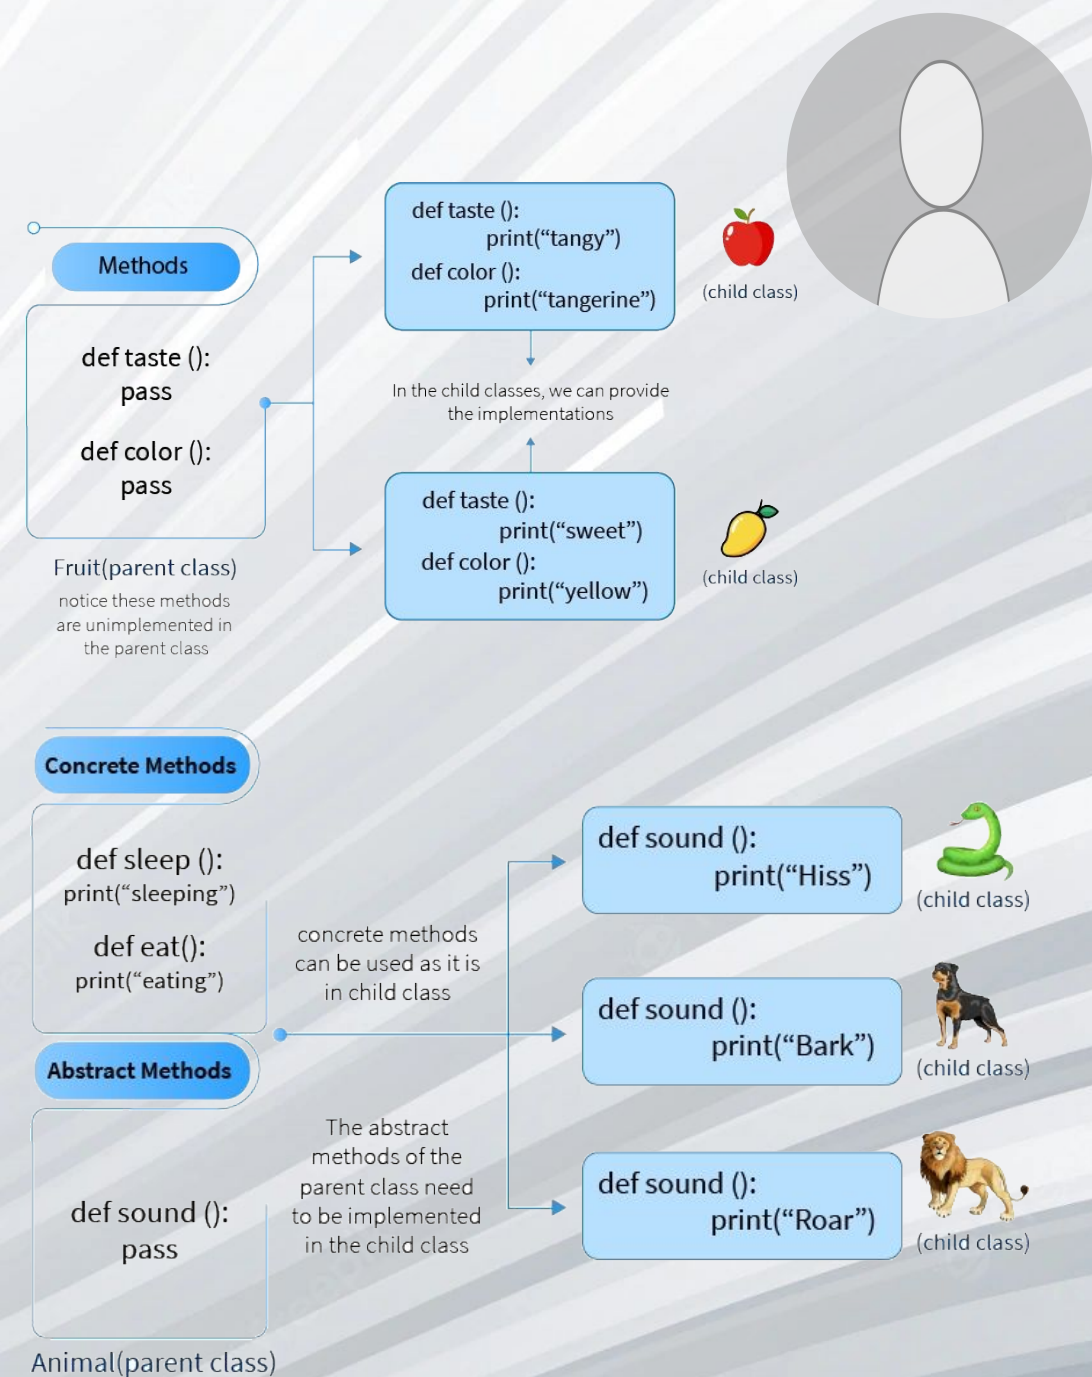 Methods
def taste ():
pass
def color ():
pass
Fruit(parent class)
notice these methods
are unimplemented in
the parent class
def taste ():
print(“tangy”)
def color ():
print(“tangerine”)
(child class)
In the child classes, we can provide
the implementations
def taste ():
print(“sweet”)
def color ():
print(“yellow”)
(child class)
Concrete Methods
def sleep ():
print(“sleeping”)
def eat():
print(“eating”)
concrete methods
can be used as it is
in child class
Abstract Methods
def sound ():
pass
Animal(parent class)
The abstract
methods of the
parent class need
to be implemented
in the child class
def sound ():
print(“Hiss”)
(child class)
def sound ():
print(“Bark”)
(child class)
def sound ():
print(“Roar”)
(child class)